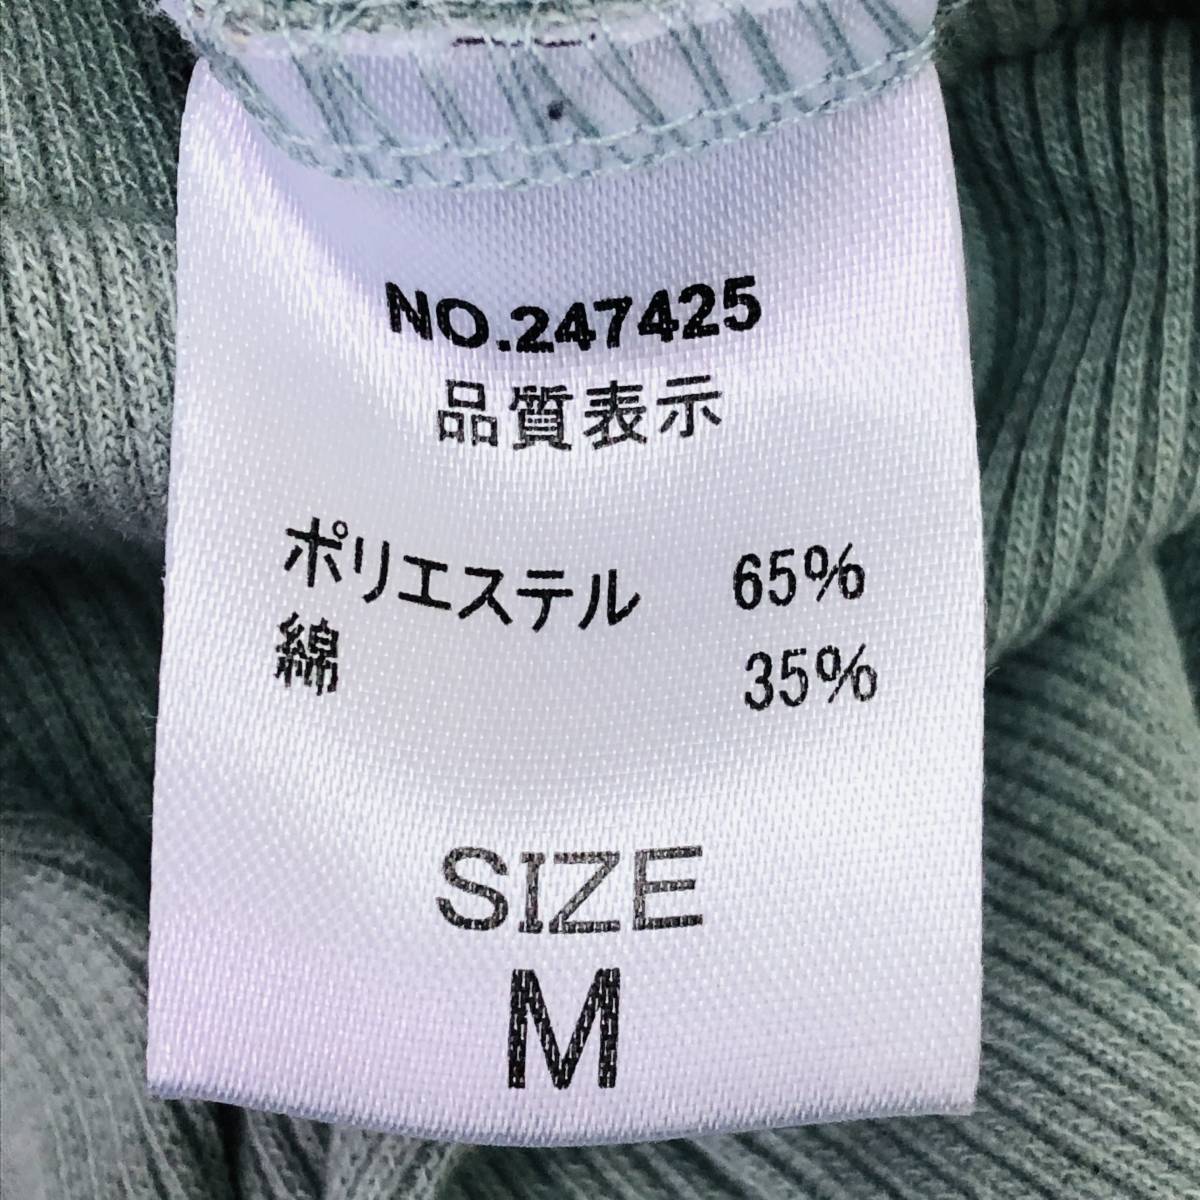 NO.247425
品質表示
ポリエステル 65%
綿 35%
SIZE
M